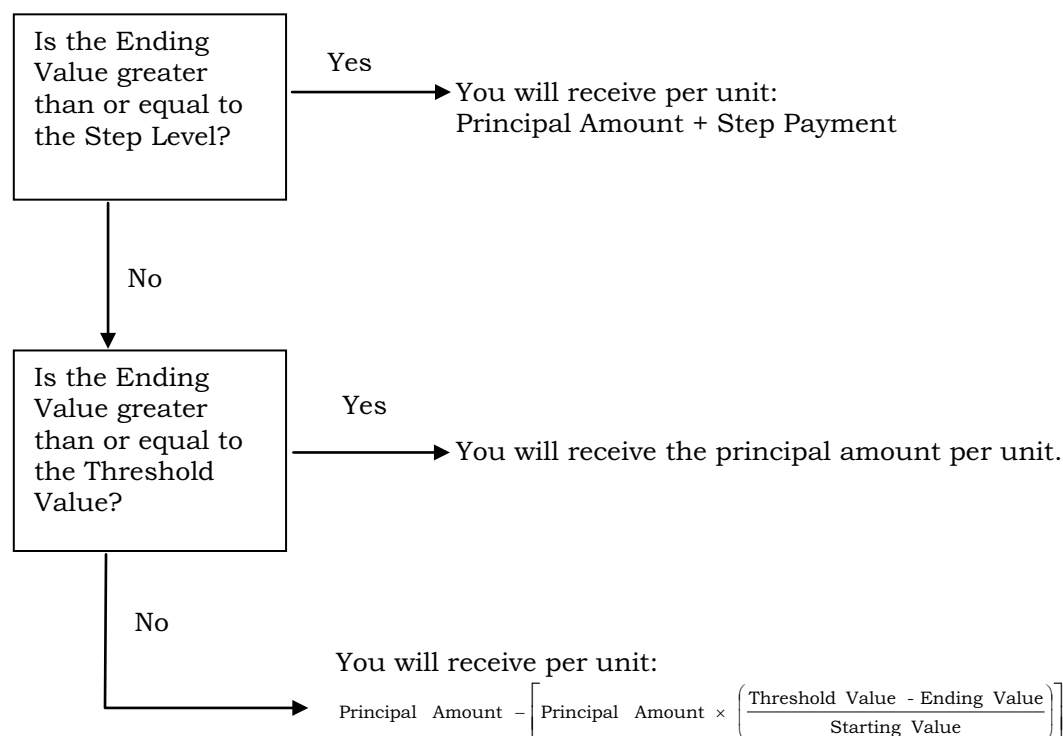 Is the Ending
Value greater
than or equal to
the Step Level?
Yes
You will receive per unit:
Principal Amount + Step Payment
No
Is the Ending
Value greater
than or equal to
the Threshold
Value?
Yes
You will receive the principal amount per unit.
No
You will receive per unit:
Principal Amount − [Principal Amount × (Threshold Value - Ending Value / Starting Value)]